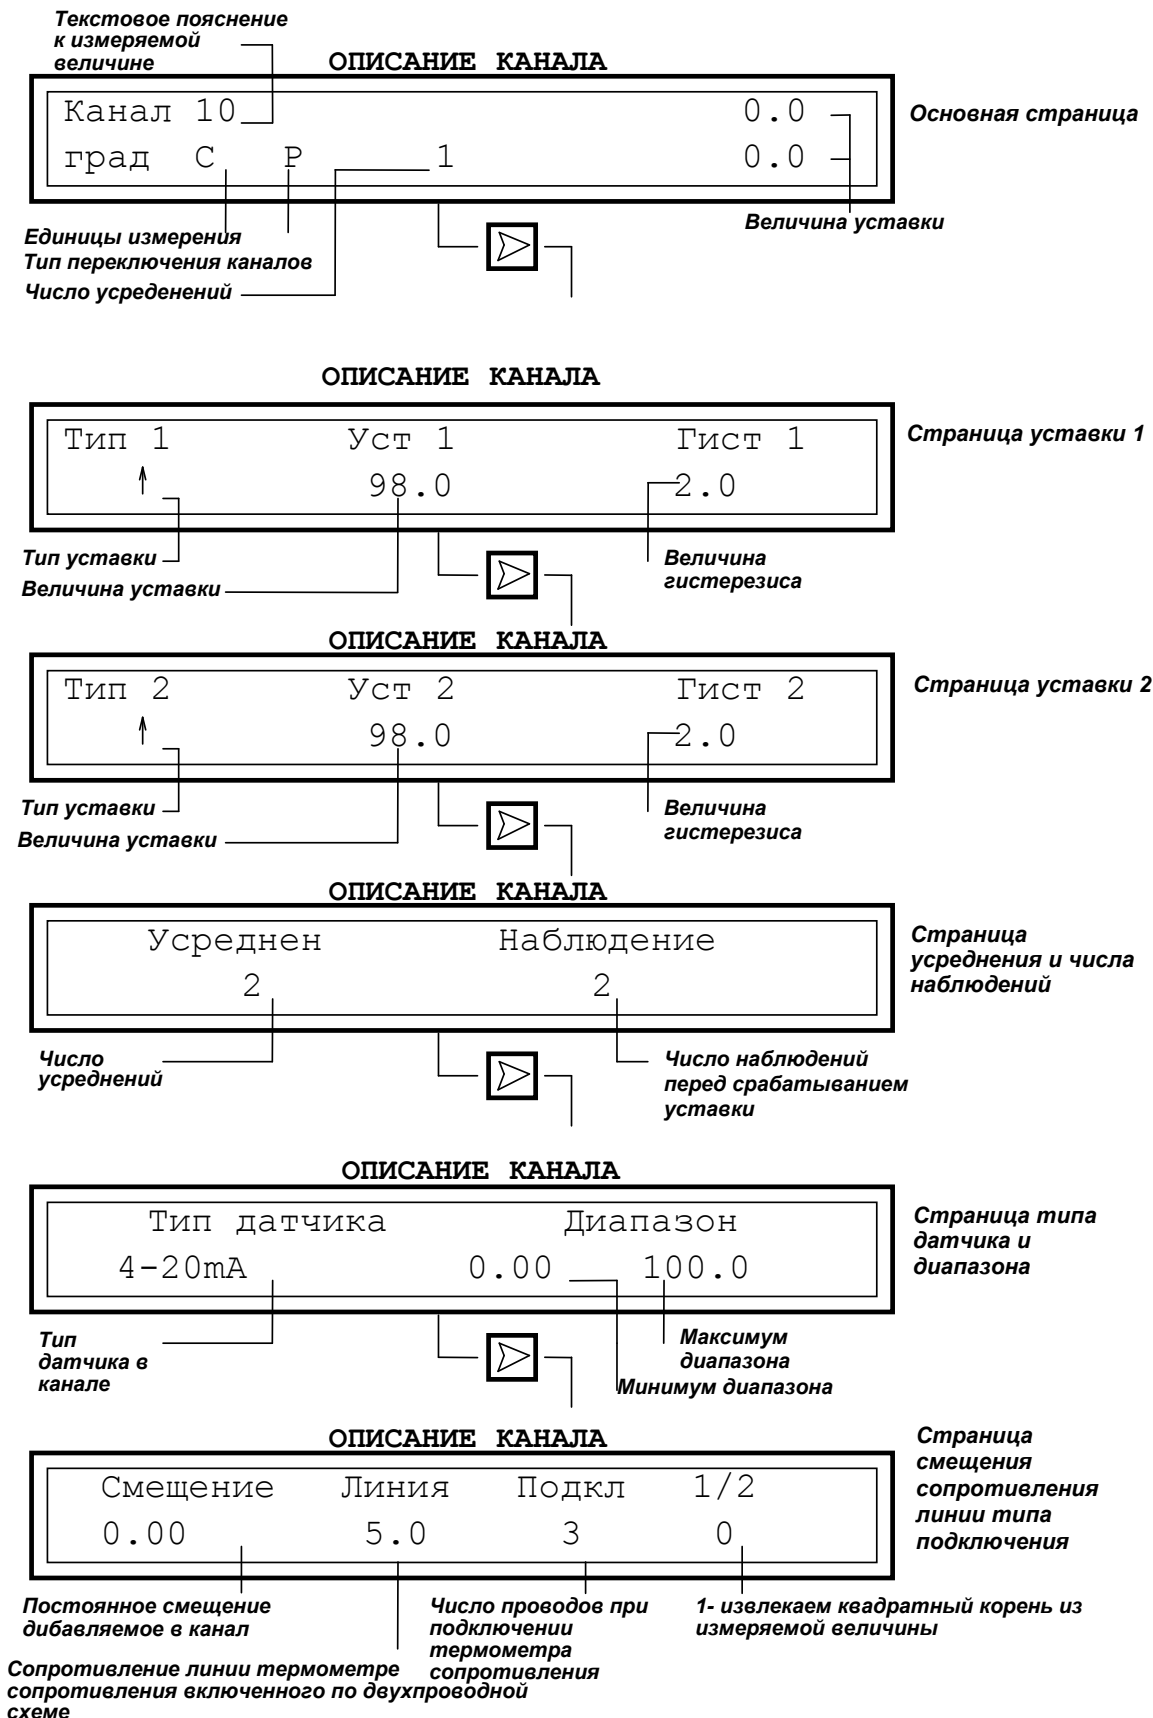 Текстовое пояснение
к измеряемой
величине
ОПИСАНИЕ КАНАЛА
Канал 10 0.0
град С Р 1 0.0
Основная страница
Величина уставки
Единицы измерения
Тип переключения каналов
Число усреденений
ОПИСАНИЕ КАНАЛА
Тип 1 Уст 1 Гист 1
98.0 2.0
Страница уставки 1
Тип уставки
Величина уставки
Величина
гистерезиса
ОПИСАНИЕ КАНАЛА
Тип 2 Уст 2 Гист 2
98.0 2.0
Страница уставки 2
Тип уставки
Величина уставки
Величина
гистерезиса
ОПИСАНИЕ КАНАЛА
Усреднен Наблюдение
2 2
Страница
усреднения и числа
наблюдений
Число
усреднений
Число наблюдений
перед срабатыванием
уставки
ОПИСАНИЕ КАНАЛА
Тип датчика Диапазон
4-20mA 0.00 100.0
Страница типа
датчика и
диапазона
Тип
датчика в
канале
Максимум
диапазона
Минимум диапазона
ОПИСАНИЕ КАНАЛА
Смещение Линия Подкл 1/2
0.00 5.0 3 0
Страница
смещения
сопротивления
линии типа
подключения
Постоянное смещение
дибавляемое в канал
Число проводов при
подключении
термометра
сопротивления
1- извлекаем квадратный корень из
измеряемой величины
Сопротивление линии термометре
сопротивления включенного по двухпроводной
схеме